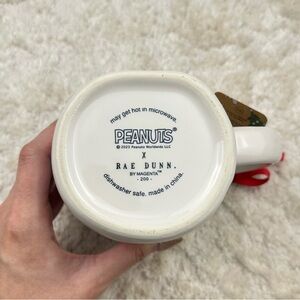 may get hot in microwave.
PEANUTS®
© 2023 Peanuts Worldwide LLC
X
RAE DUNN.
BY MAGENTA™
- 200 -
dishwasher safe. made in china.